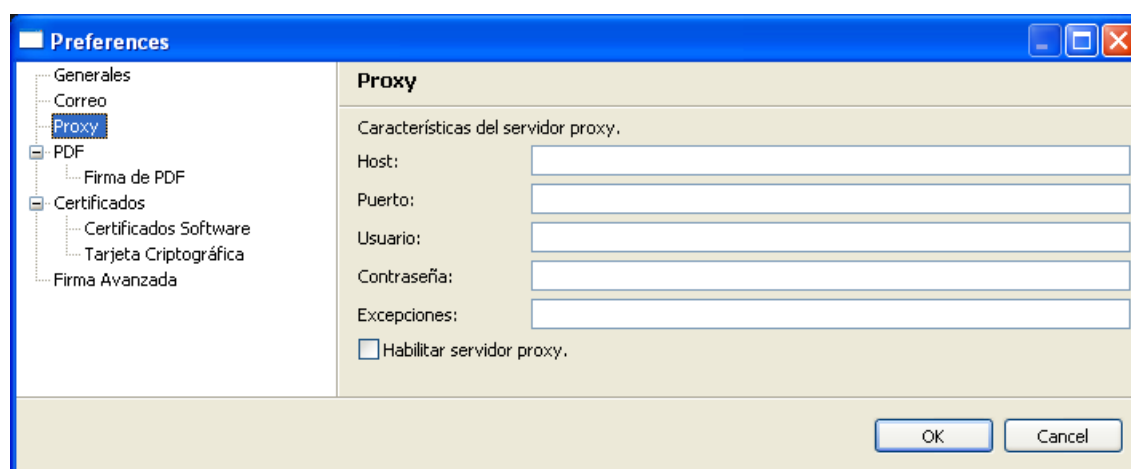 Preferences
Generales
Correo
Proxy
PDF
Firma de PDF
Certificados
Certificados Software
Tarjeta Criptográfica
Firma Avanzada
Proxy
Características del servidor proxy.
Host:
Puerto:
Usuario:
Contraseña:
Excepciones:
Habilitar servidor proxy.
OK
Cancel